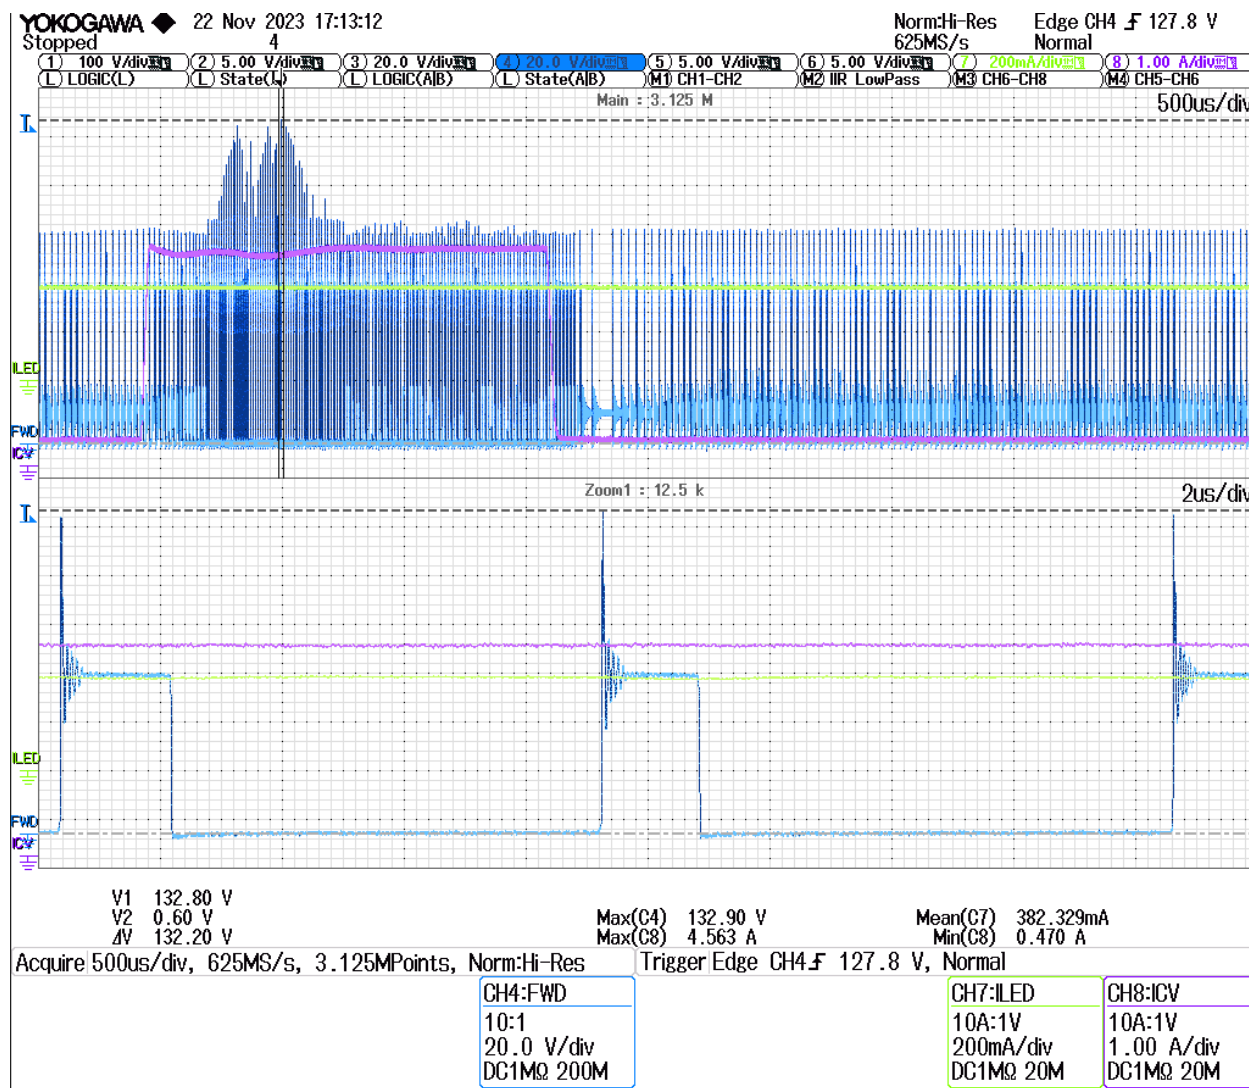 YOKOGAWA ◆ 22 Nov 2023 17:13:12 Norm:Hi-Res Edge CH4 127.8 V
Stopped 4 625MS/s Normal
1 100 V/div 2 5.00 V/div 3 20.0 V/div 4 20.0 V/div 5 5.00 V/div 6 5.00 V/div 7 200mA/div 8 1.00 A/div
L LOGIC(L) L State(L) L LOGIC(A|B) L State(A|B) M1 CH1-CH2 M2 IIR LowPass M3 CH6-CH8 M4 CH5-CH6
Main : 3.125 M 500us/div
ILED
FWD
ICV
Zoom1 : 12.5 k 2us/div
ILED
FWD
ICV
V1 132.80 V
V2 0.60 V Max(C4) 132.90 V Mean(C7) 382.329mA
ΔV 132.20 V Max(C8) 4.563 A Min(C8) 0.470 A
Acquire 500us/div, 625MS/s, 3.125MPoints, Norm:Hi-Res Trigger Edge CH4 127.8 V, Normal
CH4:FWD CH7:ILED CH8:ICV
10:1 10A:1V 10A:1V
20.0 V/div 200mA/div 1.00 A/div
DC1MΩ 200M DC1MΩ 20M DC1MΩ 20M